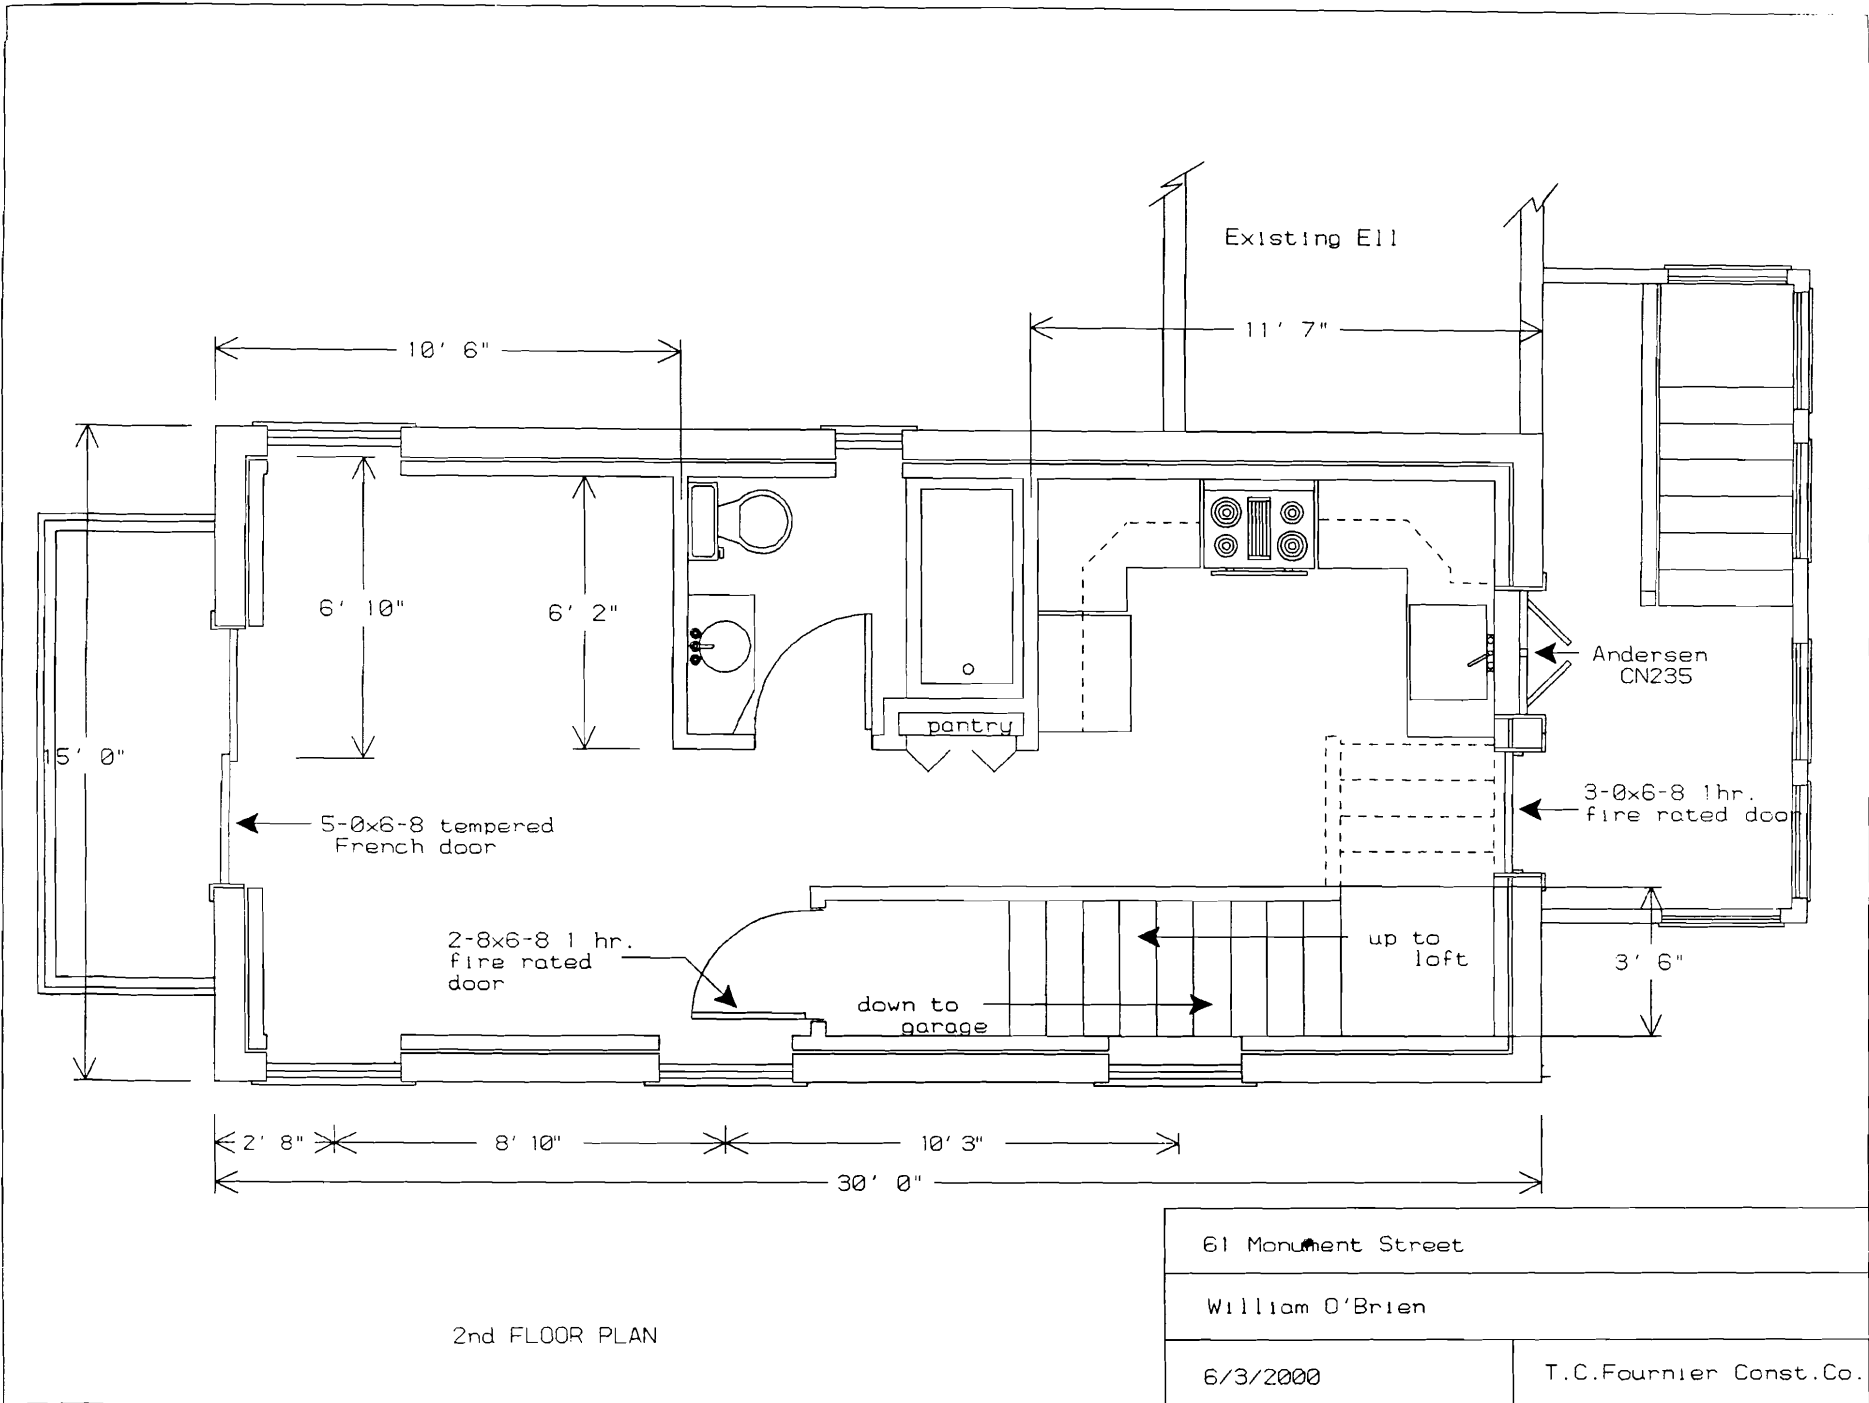 Existing Ell
11' 7"
10' 6"
6' 10"
6' 2"
Andersen
CN235
pantry
15' 0"
3-0x6-8 1hr.
fire rated door
5-0x6-8 tempered
French door
2-8x6-8 1 hr.
fire rated
door
up to
loft
3' 6"
down to
garage
2' 8"
8' 10"
10' 3"
30' 0"
61 Monument Street
William O'Brien
2nd FLOOR PLAN
6/3/2000
T.C.Fournier Const.Co.